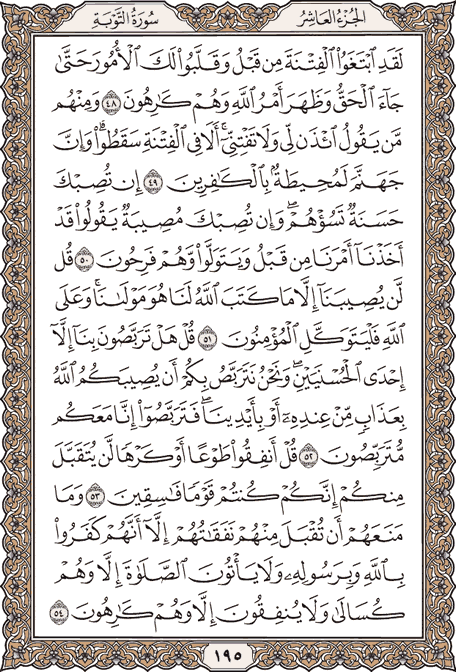 الجُزْءُ العَاشِرُ سُورَةُ التَّوْبَةِ
لَقَدِ ٱبْتَغَوُا۟ ٱلْفِتْنَةَ مِن قَبْلُ وَقَلَّبُوا۟ لَكَ ٱلْأُمُورَ حَتَّىٰ
جَآءَ ٱلْحَقُّ وَظَهَرَ أَمْرُ ٱللَّهِ وَهُمْ كَٰرِهُونَ ٤٨ وَمِنْهُم
مَّن يَقُولُ ٱئْذَن لِّى وَلَا تَفْتِنِّىٓ ۚ أَلَا فِى ٱلْفِتْنَةِ سَقَطُوا۟ ۗ وَإِنَّ
جَهَنَّمَ لَمُحِيطَةٌۢ بِٱلْكَٰفِرِينَ ٤٩ إِن تُصِبْكَ
حَسَنَةٌ تَسُؤْهُمْ ۖ وَإِن تُصِبْكَ مُصِيبَةٌ يَقُولُوا۟ قَدْ
أَخَذْنَآ أَمْرَنَا مِن قَبْلُ وَيَتَوَلَّوا۟ وَّهُمْ فَرِحُونَ ٥٠ قُل
لَّن يُصِيبَنَآ إِلَّا مَا كَتَبَ ٱللَّهُ لَنَا هُوَ مَوْلَىٰنَا ۚ وَعَلَى
ٱللَّهِ فَلْيَتَوَكَّلِ ٱلْمُؤْمِنُونَ ٥١ قُلْ هَلْ تَرَبَّصُونَ بِنَآ إِلَّآ
إِحْدَى ٱلْحُسْنَيَيْنِ ۖ وَنَحْنُ نَتَرَبَّصُ بِكُمْ أَن يُصِيبَكُمُ ٱللَّهُ
بِعَذَابٍ مِّنْ عِندِهِۦٓ أَوْ بِأَيْدِينَا ۖ فَتَرَبَّصُوٓا۟ إِنَّا مَعَكُم
مُّتَرَبِّصُونَ ٥٢ قُلْ أَنفِقُوا۟ طَوْعًا أَوْ كَرْهًا لَّن يُتَقَبَّلَ
مِنكُمْ ۖ إِنَّكُمْ كُنتُمْ قَوْمًا فَٰسِقِينَ ٥٣ وَمَا
مَنَعَهُمْ أَن تُقْبَلَ مِنْهُمْ نَفَقَٰتُهُمْ إِلَّآ أَنَّهُمْ كَفَرُوا۟
بِٱللَّهِ وَبِرَسُولِهِۦ وَلَا يَأْتُونَ ٱلصَّلَوٰةَ إِلَّا وَهُمْ
كُسَالَىٰ وَلَا يُنفِقُونَ إِلَّا وَهُمْ كَٰرِهُونَ ٥٤
١٩٥